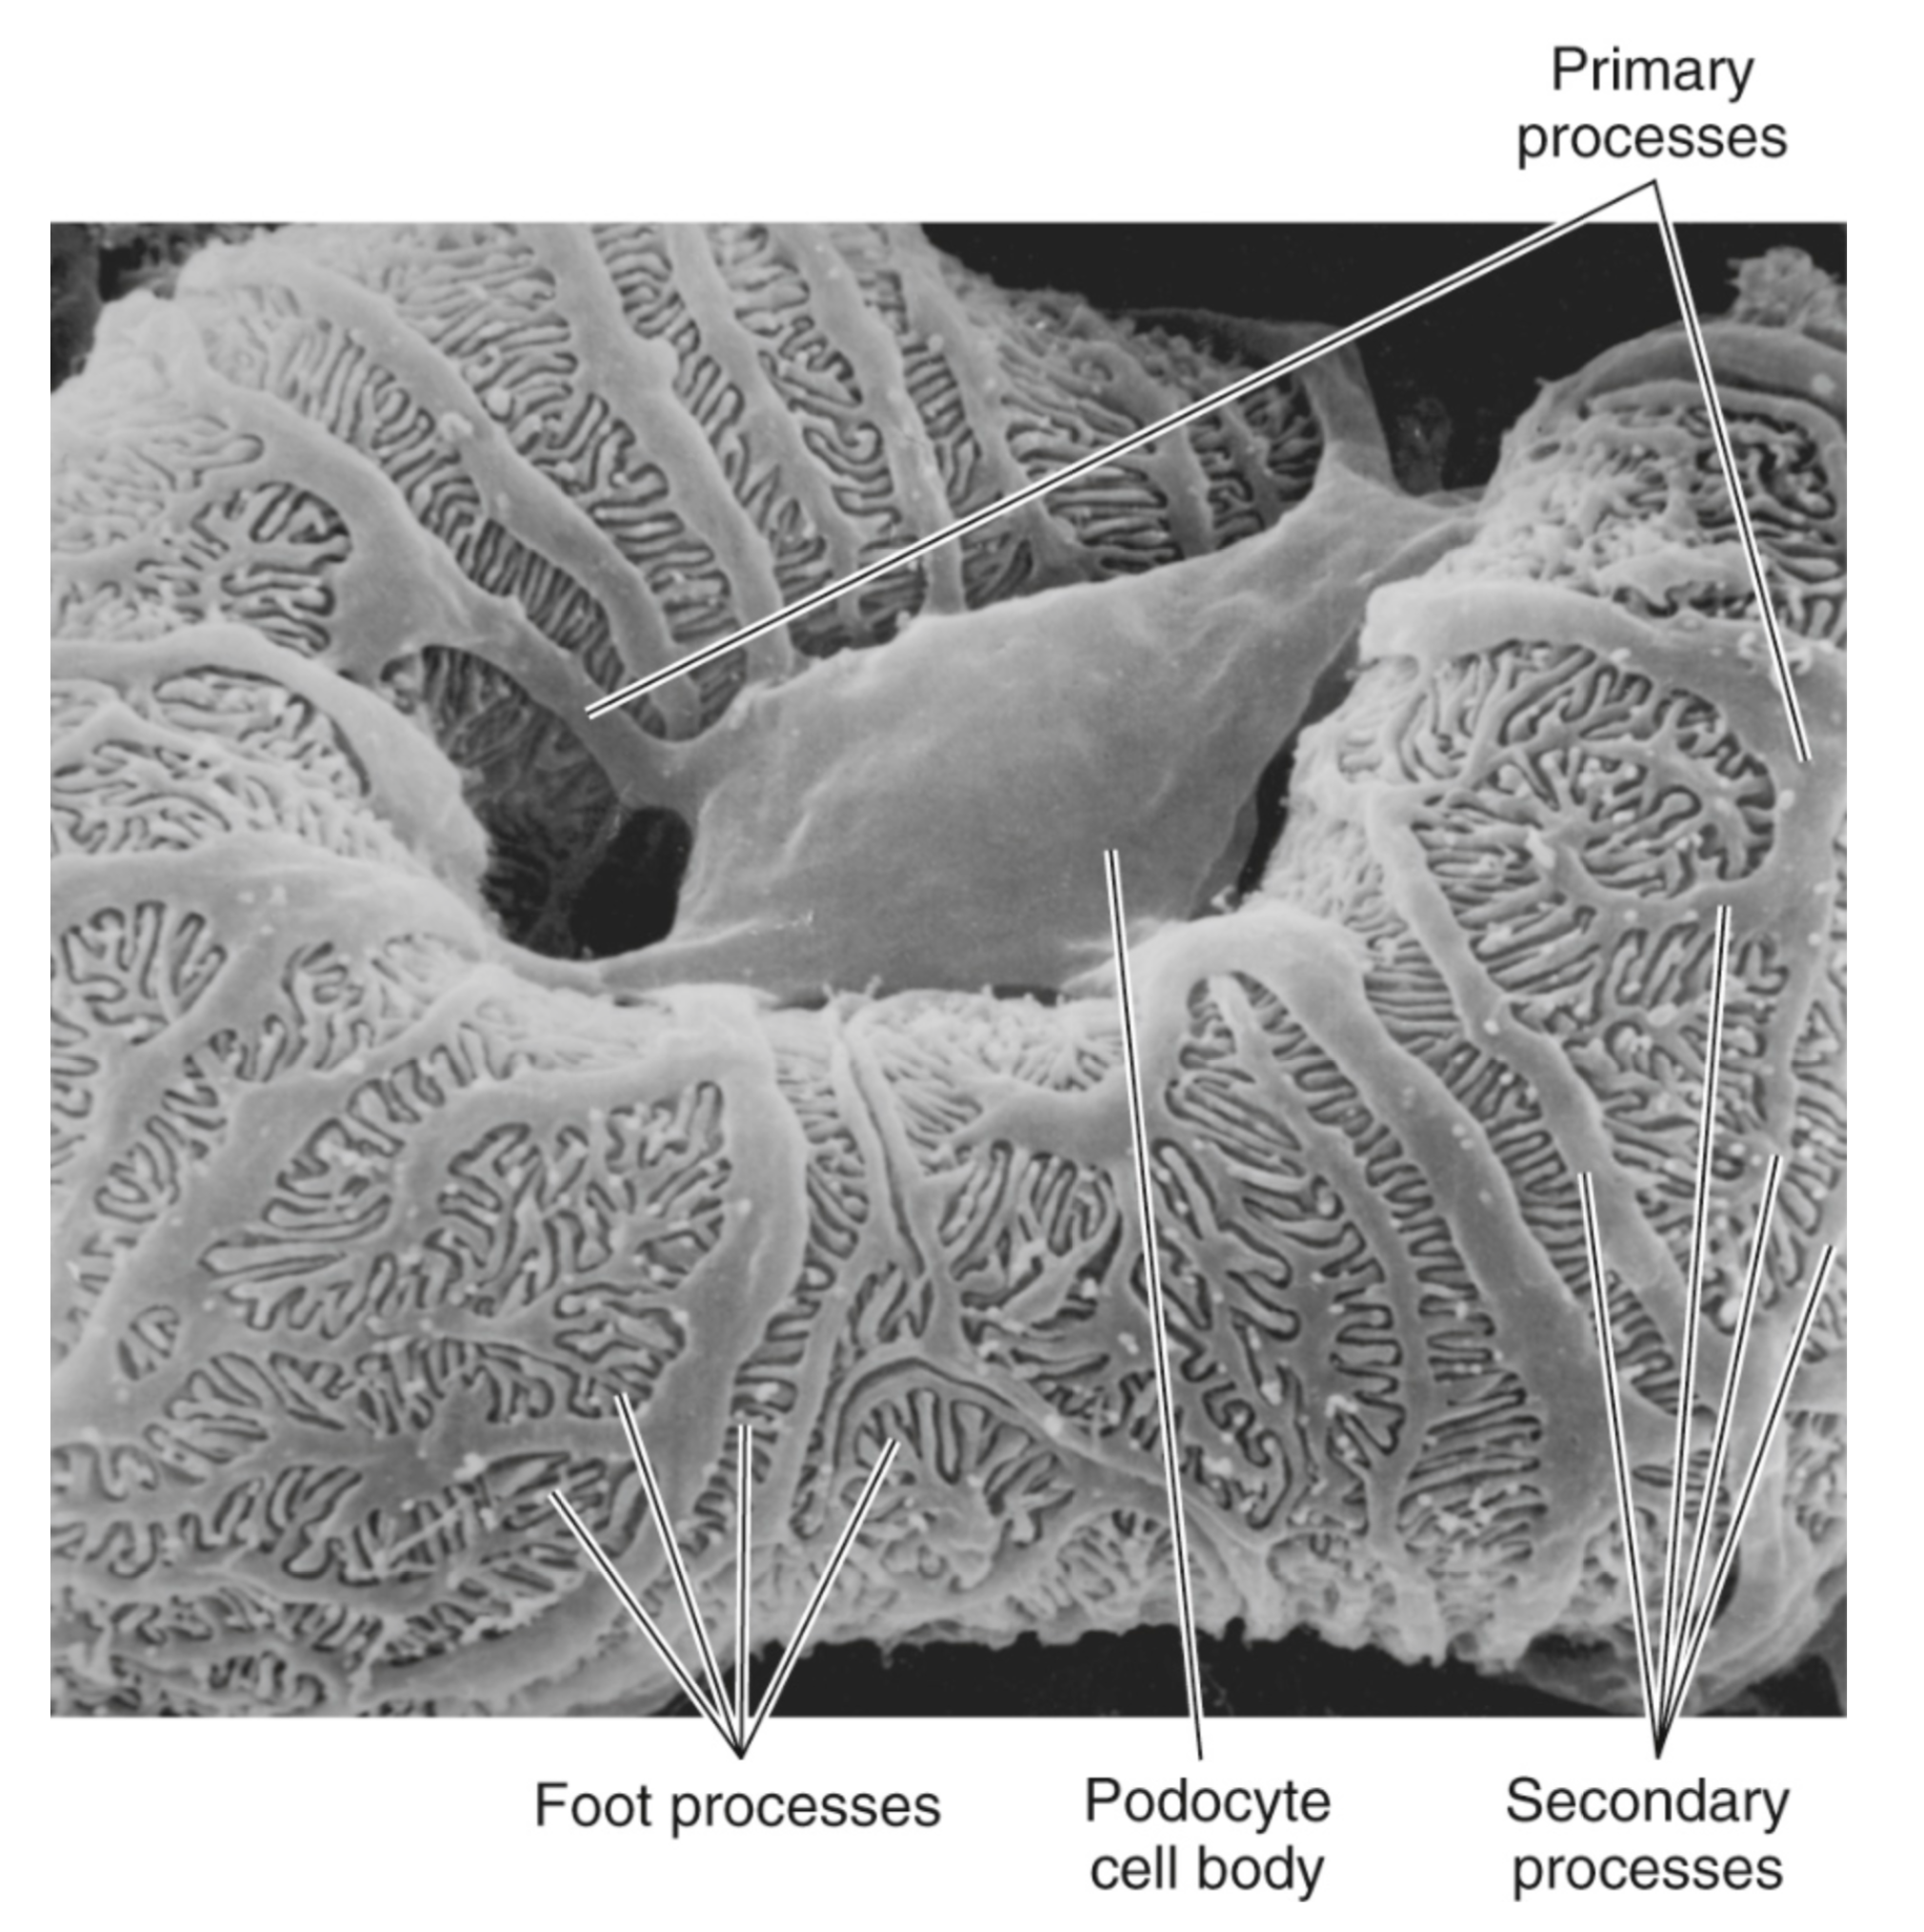 Primary
processes
Foot processes
Podocyte
cell body
Secondary
processes